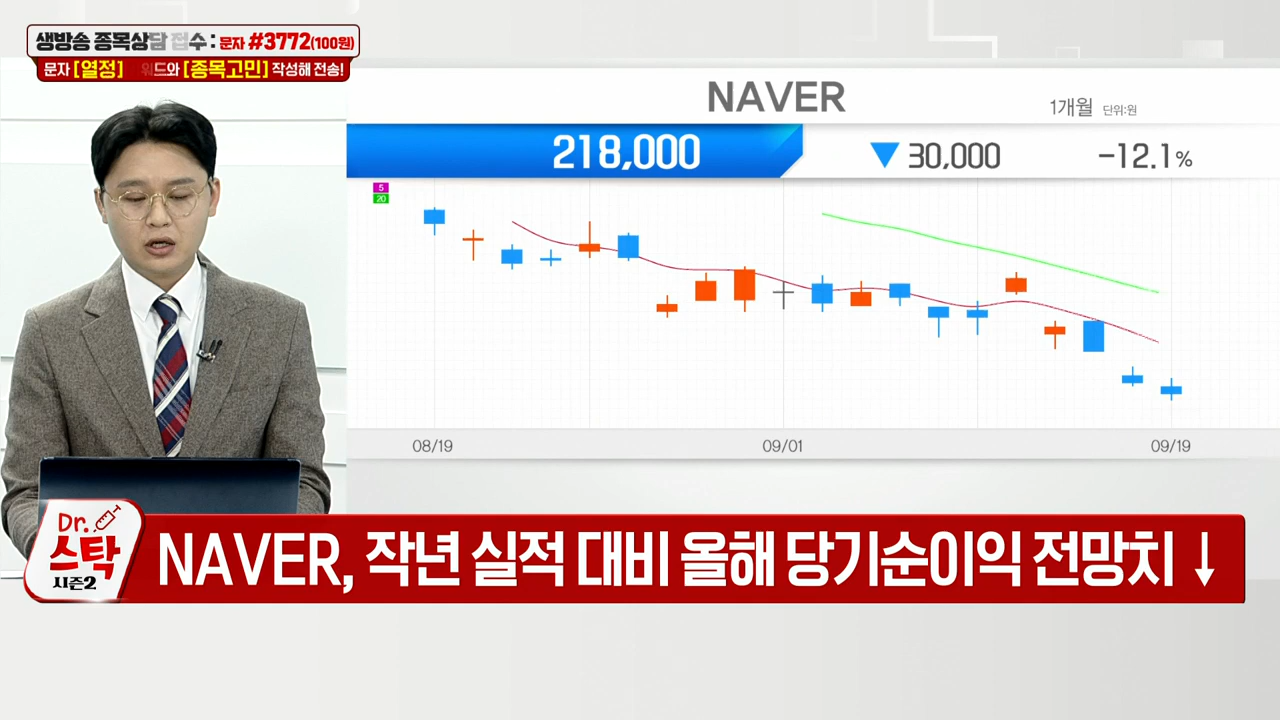 생방송 종목상담 접수 : 문자 #3772(100원)
문자 [열정] 워드와 [종목고민] 작성해 전송!
NAVER
1개월 단위:원
218,000 ▼ 30,000 -12.1%
5
20
08/19 09/01 09/19
Dr.
스탁
시즌2
NAVER, 작년 실적 대비 올해 당기순이익 전망치 ↓